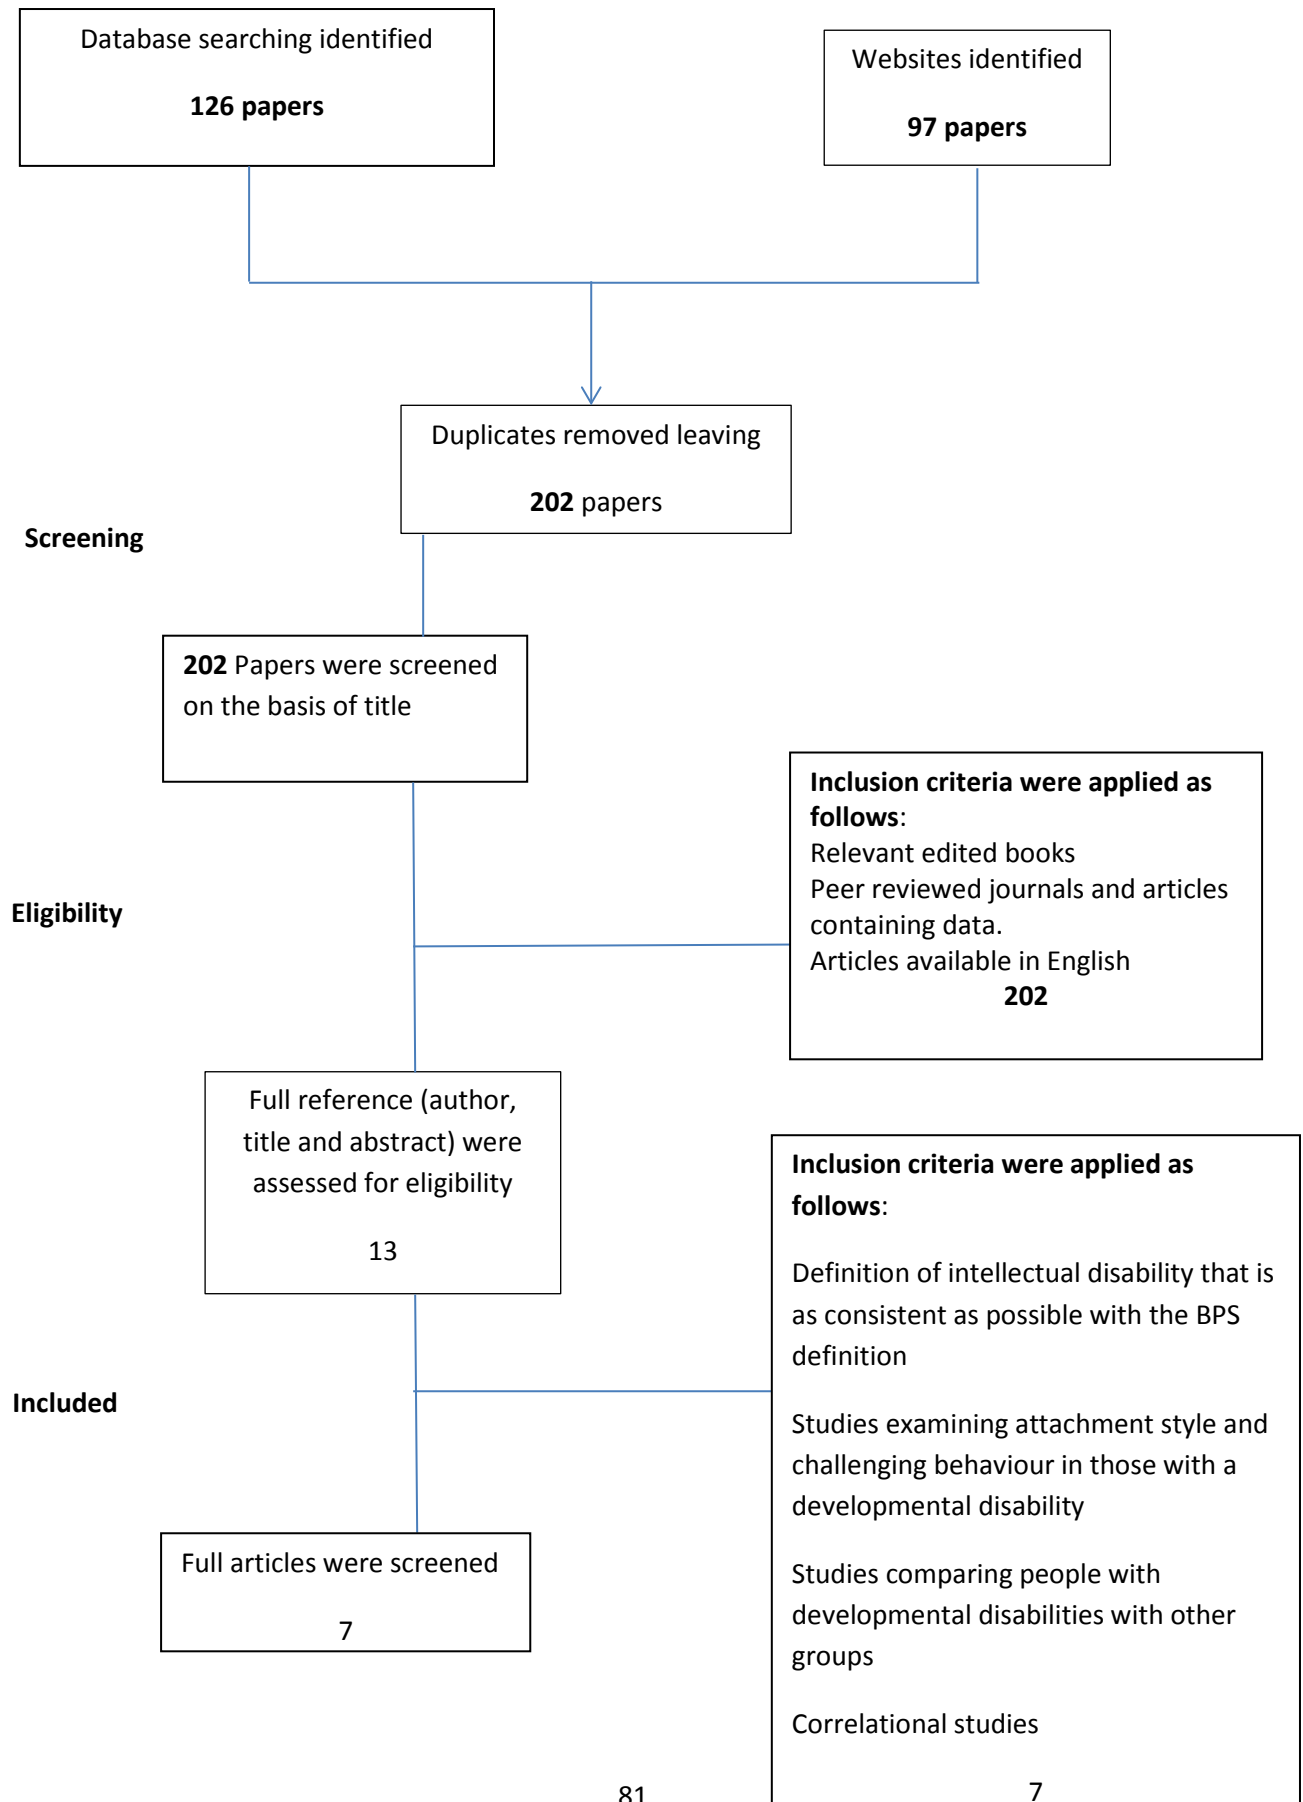 Database searching identified
126 papers
Websites identified
97 papers
Duplicates removed leaving
202 papers
Screening
202 Papers were screened
on the basis of title
Inclusion criteria were applied as
follows:
Relevant edited books
Peer reviewed journals and articles
containing data.
Articles available in English
202
Eligibility
Full reference (author,
title and abstract) were
assessed for eligibility
13
Inclusion criteria were applied as
follows:
Definition of intellectual disability that is
as consistent as possible with the BPS
definition
Studies examining attachment style and
challenging behaviour in those with a
developmental disability
Studies comparing people with
developmental disabilities with other
groups
Correlational studies
7
Included
Full articles were screened
7
81